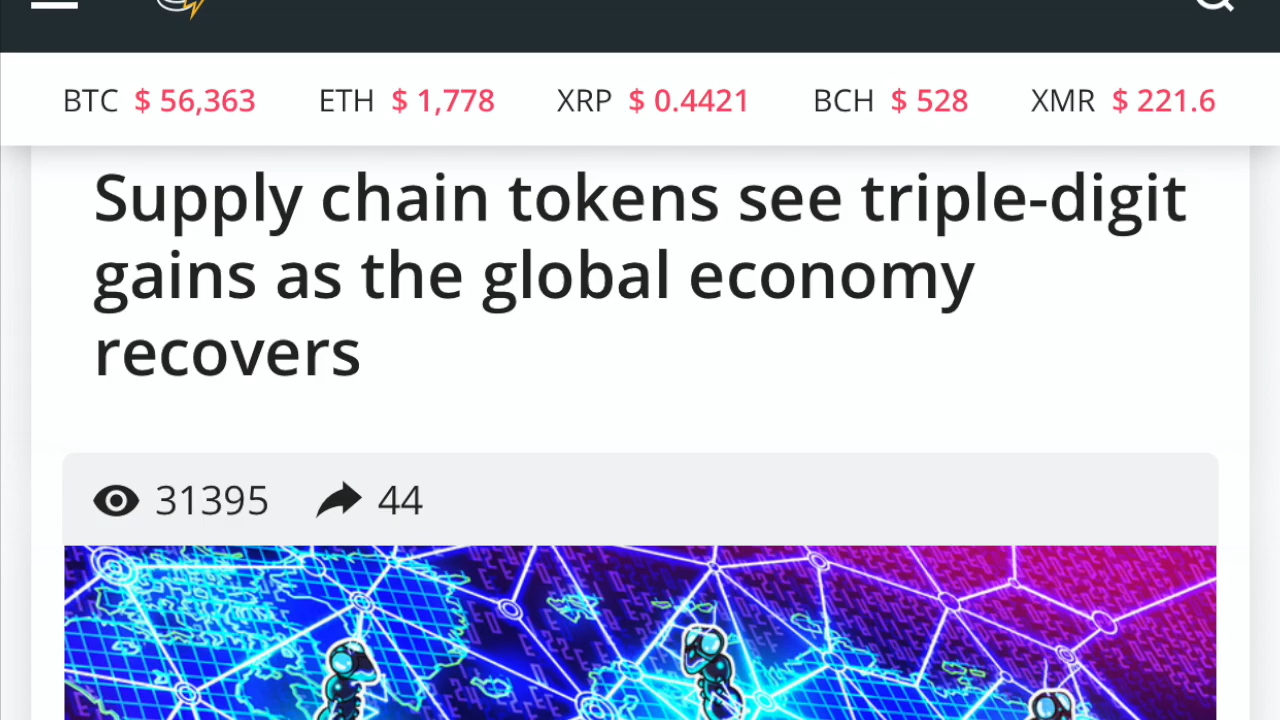 BTC $ 56,363 ETH $ 1,778 XRP $ 0.4421 BCH $ 528 XMR $ 221.6
Supply chain tokens see triple-digit
gains as the global economy
recovers
31395 44